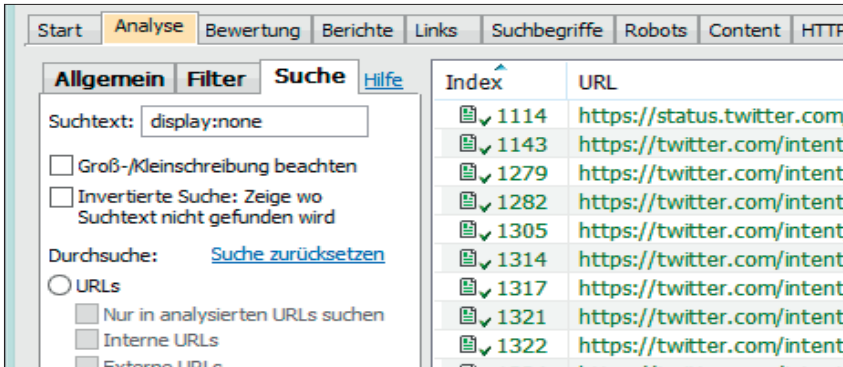 Start Analyse Bewertung Berichte Links Suchbegriffe Robots Content HTTP
Allgemein Filter Suche Hilfe
Suchtext: display:none
Groß-/Kleinschreibung beachten
Invertierte Suche: Zeige wo
Suchtext nicht gefunden wird
Durchsuche: Suche zurücksetzen
URLs
Nur in analysierten URLs suchen
Interne URLs
Externe URLs
Index URL
1114 https://status.twitter.com
1143 https://twitter.com/intent
1279 https://twitter.com/intent
1282 https://twitter.com/intent
1305 https://twitter.com/intent
1314 https://twitter.com/intent
1317 https://twitter.com/intent
1321 https://twitter.com/intent
1322 https://twitter.com/intent